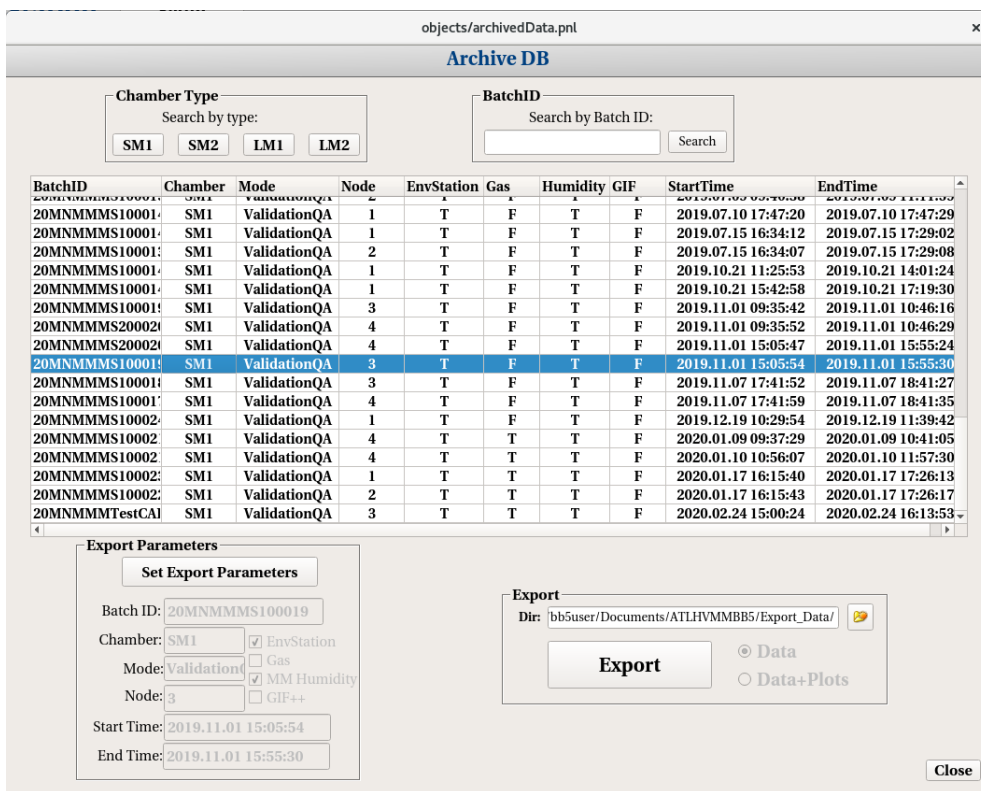 objects/archivedData.pnl ×
Archive DB
Chamber Type
Search by type:
SM1 SM2 LM1 LM2
BatchID
Search by Batch ID:
Search
BatchID Chamber Mode Node EnvStation Gas Humidity GIF StartTime EndTime
20MNMMMS100014 SM1 ValidationQA 1 T F T F 2019.07.10 17:47:20 2019.07.10 17:47:29
20MNMMMS100014 SM1 ValidationQA 1 T F T F 2019.07.15 16:34:12 2019.07.15 17:29:02
20MNMMMS10001 SM1 ValidationQA 2 T F T F 2019.07.15 16:34:07 2019.07.15 17:29:08
20MNMMMS100014 SM1 ValidationQA 1 T F T F 2019.10.21 11:25:53 2019.10.21 14:01:24
20MNMMMS100014 SM1 ValidationQA 1 T F T F 2019.10.21 15:42:58 2019.10.21 17:19:30
20MNMMMS100019 SM1 ValidationQA 3 T F T F 2019.11.01 09:35:42 2019.11.01 10:46:16
20MNMMMS20002 SM1 ValidationQA 4 T F T F 2019.11.01 09:35:52 2019.11.01 10:46:29
20MNMMMS20002 SM1 ValidationQA 4 T F T F 2019.11.01 15:05:47 2019.11.01 15:55:24
20MNMMMS100019 SM1 ValidationQA 3 T F T F 2019.11.01 15:05:54 2019.11.01 15:55:30
20MNMMMS10001 SM1 ValidationQA 3 T F T F 2019.11.07 17:41:52 2019.11.07 18:41:27
20MNMMMS10001 SM1 ValidationQA 4 T F T F 2019.11.07 17:41:59 2019.11.07 18:41:35
20MNMMMS10002 SM1 ValidationQA 1 T F T F 2019.12.19 10:29:54 2019.12.19 11:39:42
20MNMMMS10002 SM1 ValidationQA 4 T T T F 2020.01.09 09:37:29 2020.01.09 10:41:05
20MNMMMS10002 SM1 ValidationQA 4 T T T F 2020.01.10 10:56:07 2020.01.10 11:57:30
20MNMMMS10002 SM1 ValidationQA 1 T T T F 2020.01.17 16:15:40 2020.01.17 17:26:13
20MNMMMS10002 SM1 ValidationQA 2 T T T F 2020.01.17 16:15:43 2020.01.17 17:26:17
20MNMMMTestCAI SM1 ValidationQA 3 T T T F 2020.02.24 15:00:24 2020.02.24 16:13:53
Export Parameters
Set Export Parameters
Batch ID: 20MNMMMS100019
Chamber: SM1
Mode: Validation
Node: 3
EnvStation
Gas
MM Humidity
GIF++
Start Time: 2019.11.01 15:05:54
End Time: 2019.11.01 15:55:30
Export
Dir: bb5user/Documents/ATLHVMMBB5/Export_Data/
Export
Data
Data+Plots
Close